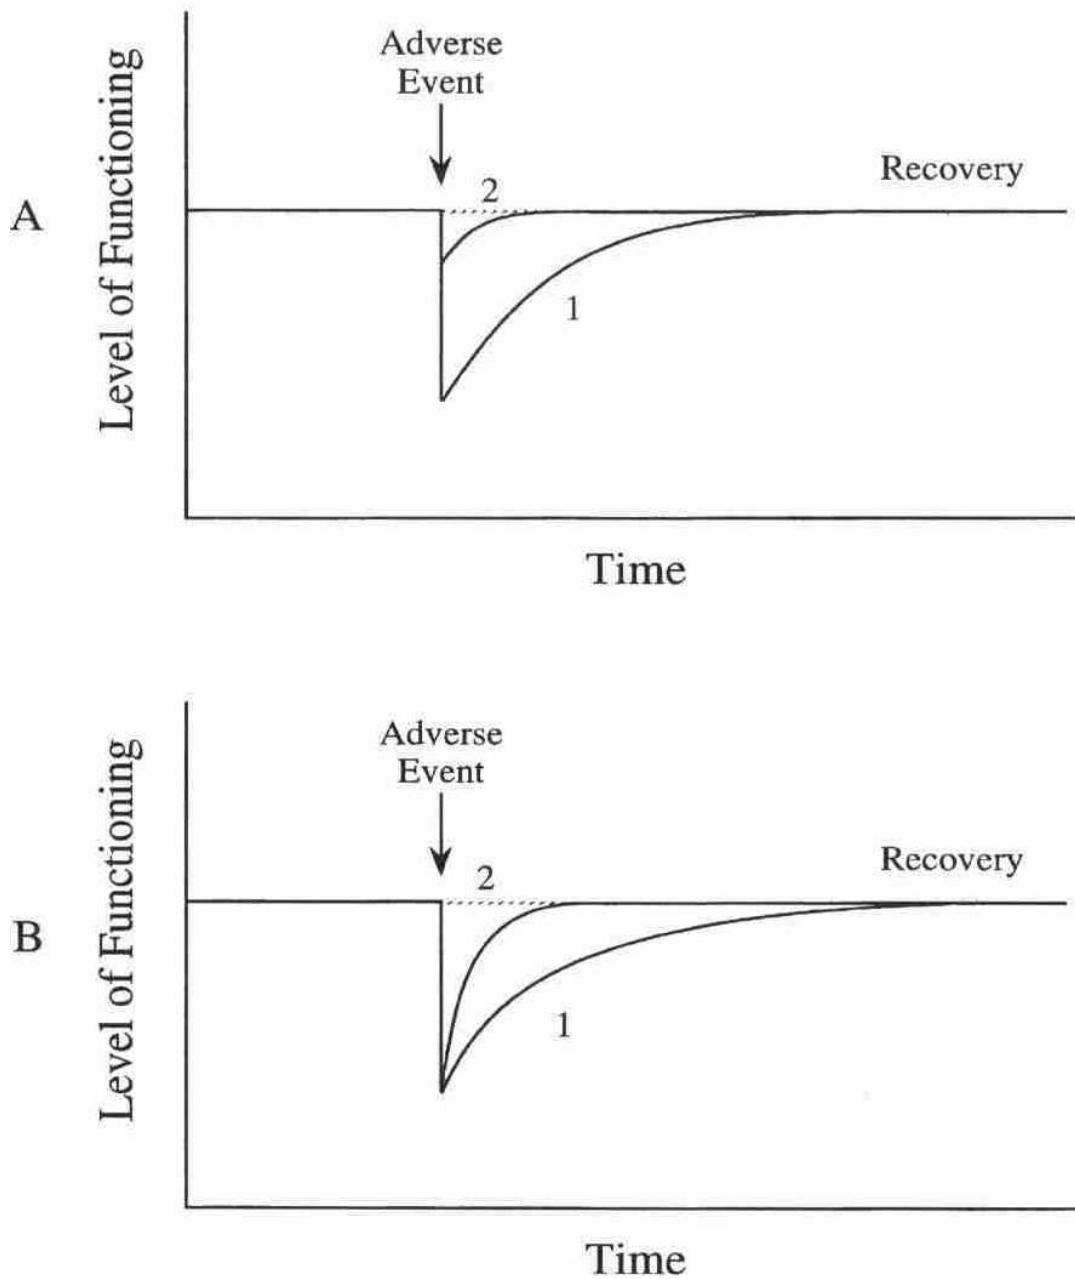 Adverse
Event
Recovery
2
A
Level of Functioning
1
Time
Adverse
Event
Recovery
2
B
Level of Functioning
1
Time